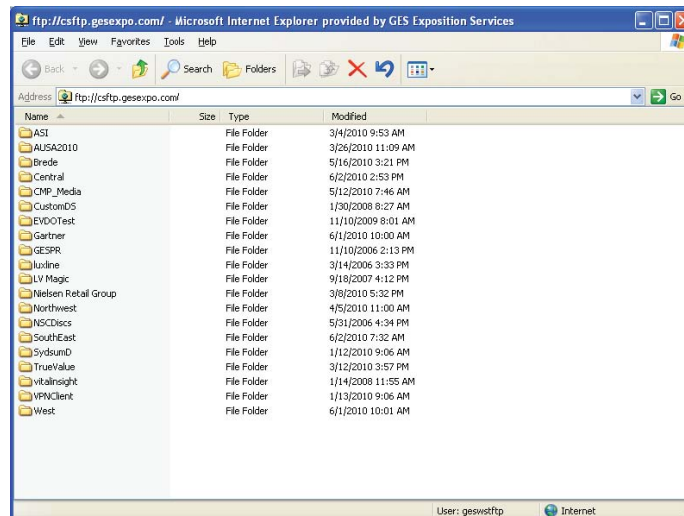 ftp://csftp.gesexpo.com/ - Microsoft Internet Explorer provided by GES Exposition Services
File Edit View Favorites Tools Help
Back Search Folders
Address ftp://csftp.gesexpo.com/ Go
Name Size Type Modified
ASI File Folder 3/4/2010 9:53 AM
AUSA2010 File Folder 3/26/2010 11:09 AM
Brede File Folder 5/16/2010 3:21 PM
Central File Folder 6/2/2010 2:53 PM
CMP_Media File Folder 5/12/2010 7:46 AM
CustomDS File Folder 1/30/2008 8:27 AM
EVDOTest File Folder 11/10/2009 8:01 AM
Gartner File Folder 6/1/2010 10:00 AM
GESPR File Folder 11/10/2006 2:13 PM
luxline File Folder 3/14/2006 3:33 PM
LV Magic File Folder 9/18/2007 4:12 PM
Nielsen Retail Group File Folder 3/8/2010 5:32 PM
Northwest File Folder 4/5/2010 11:00 AM
NSCDiscs File Folder 5/31/2006 4:34 PM
SouthEast File Folder 6/2/2010 7:32 AM
SydsumD File Folder 1/12/2010 9:06 AM
TrueValue File Folder 3/12/2010 3:57 PM
vitalinsight File Folder 1/14/2008 11:55 AM
VPNClient File Folder 1/13/2010 9:06 AM
West File Folder 6/1/2010 10:01 AM
User: geswstftp Internet